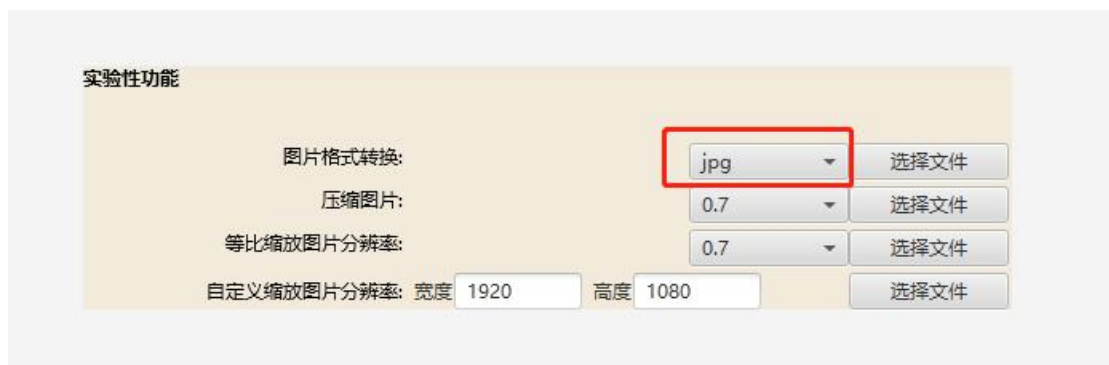 实验性功能
图片格式转换: jpg 选择文件
压缩图片: 0.7 选择文件
等比缩放图片分辨率: 0.7 选择文件
自定义缩放图片分辨率: 宽度 1920 高度 1080 选择文件